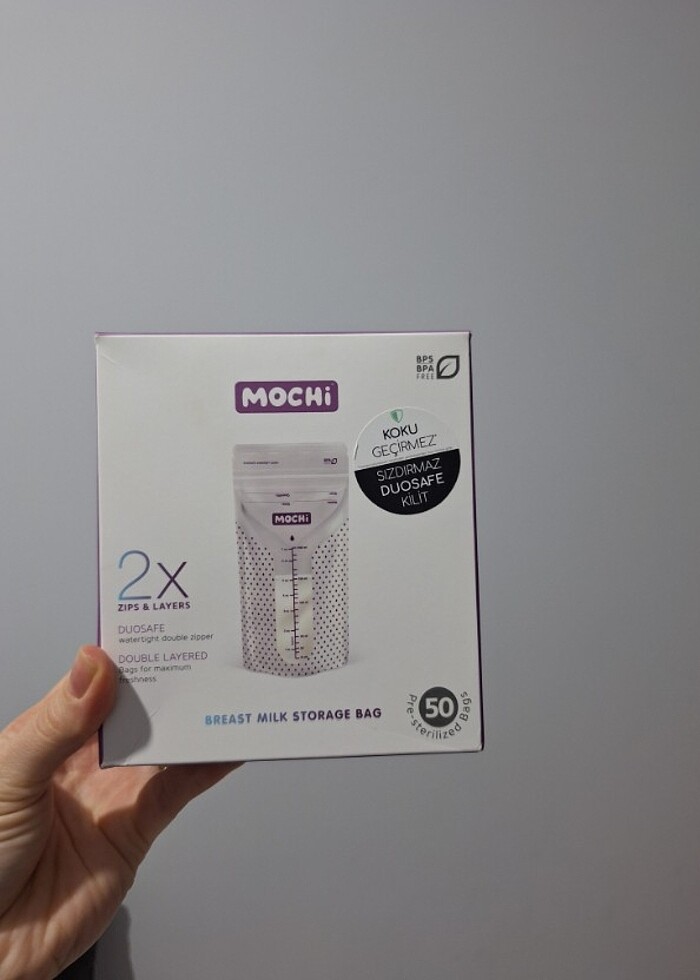 BPS
BPA
FREE
MOCHi
KOKU
GEÇİRMEZ
SIZDIRMAZ
DUOSAFE
KİLİT
MOCHi
2x
ZIPS & LAYERS
DUOSAFE
watertight double zipper
DOUBLE LAYERED
Bags for maximum
freshness
BREAST MILK STORAGE BAG
50
Pre-sterilized Bags